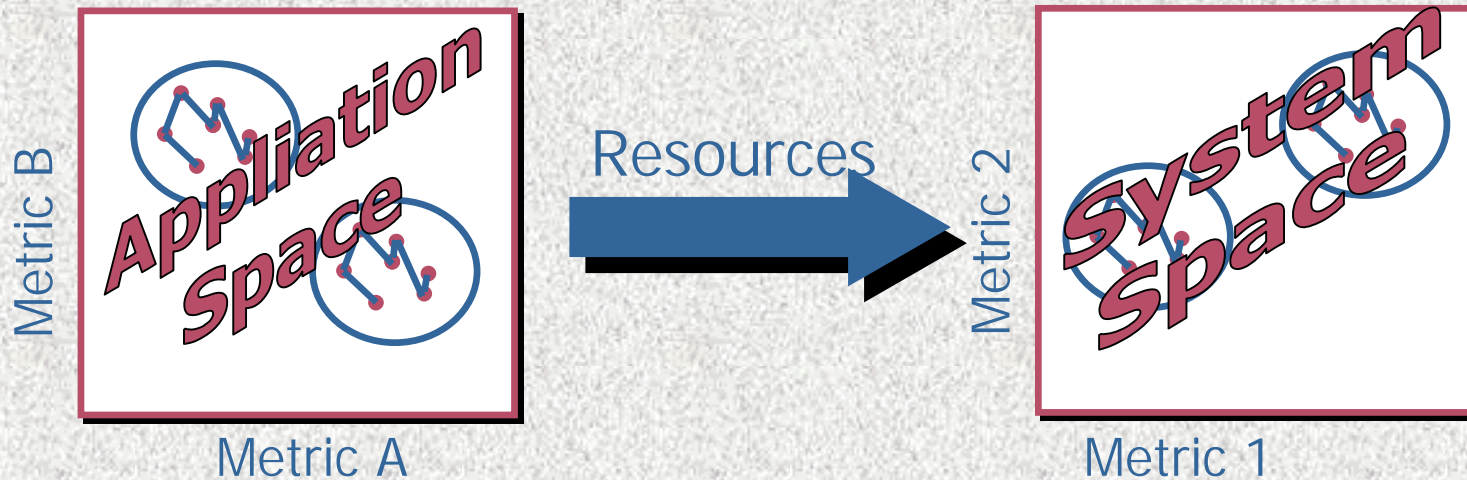 Metric B
Appliation
Space
Metric A
Resources
Metric 2
System
Space
Metric 1